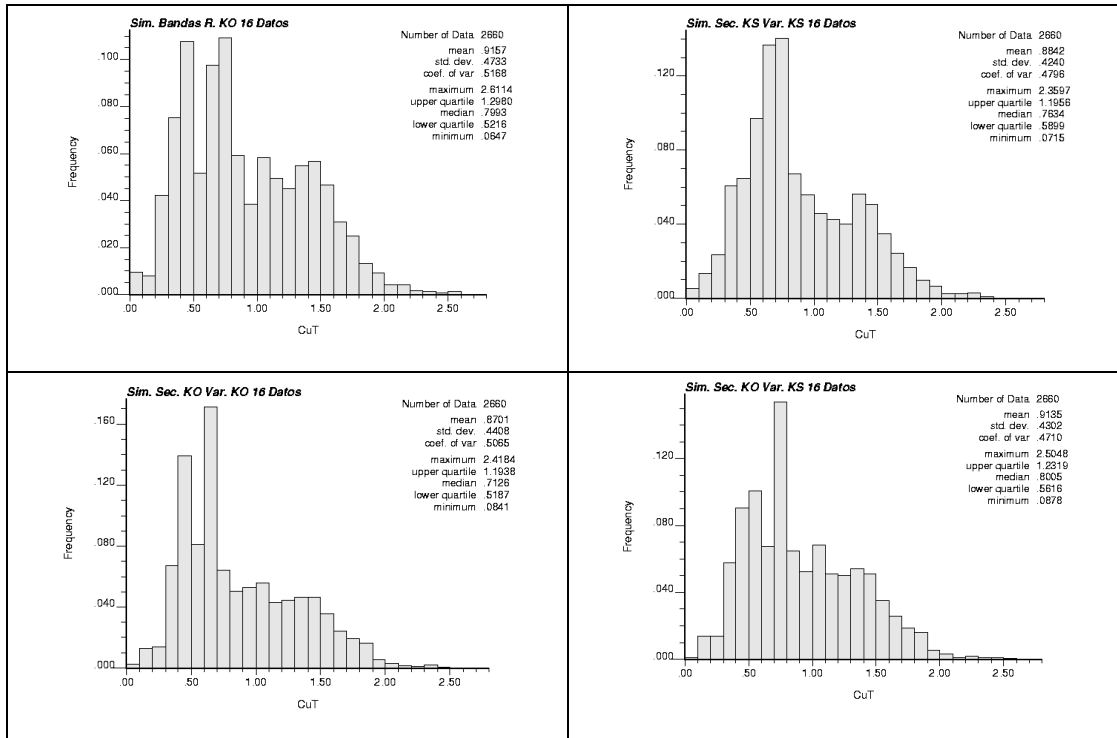 Sim. Bandas R. KO 16 Datos
Number of Data 2660
mean .9157
std. dev. .4733
coef. of var .5168
maximum 2.6114
upper quartile 1.2980
median .7993
lower quartile .5216
minimum .0647
Frequency
.100
.080
.060
.040
.020
.000
.00 .50 1.00 1.50 2.00 2.50
CuT
Sim. Sec. KS Var. KS 16 Datos
Number of Data 2660
mean .8842
std. dev. .4240
coef. of var .4796
maximum 2.3597
upper quartile 1.1956
median .7634
lower quartile .5899
minimum .0715
Frequency
.120
.080
.040
.000
.00 .50 1.00 1.50 2.00 2.50
CuT
Sim. Sec. KO Var. KO 16 Datos
Number of Data 2660
mean .8701
std. dev. .4408
coef. of var .5065
maximum 2.4184
upper quartile 1.1938
median .7126
lower quartile .5187
minimum .0841
Frequency
.160
.120
.080
.040
.000
.00 .50 1.00 1.50 2.00 2.50
CuT
Sim. Sec. KO Var. KS 16 Datos
Number of Data 2660
mean .9135
std. dev. .4302
coef. of var .4710
maximum 2.5048
upper quartile 1.2319
median .8005
lower quartile .5616
minimum .0878
Frequency
.120
.080
.040
.000
.00 .50 1.00 1.50 2.00 2.50
CuT